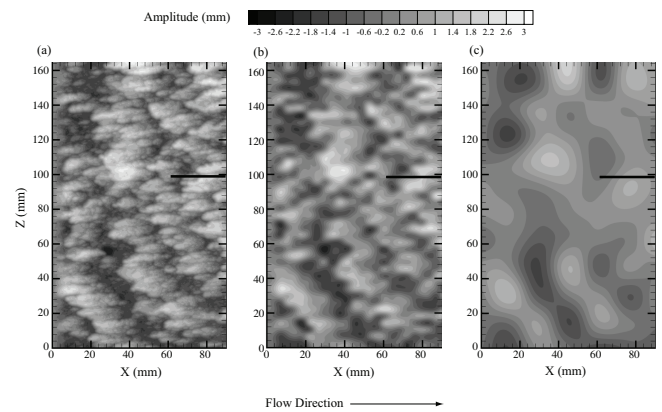 Amplitude (mm)
-3 -2.6 -2.2 -1.8 -1.4 -1 -0.6 -0.2 0.2 0.6 1 1.4 1.8 2.2 2.6 3
(a) (b) (c)
160 160 160
140 140 140
120 120 120
100 100 100
80 80 80
60 60 60
40 40 40
20 20 20
0 0 0
Z (mm)
0 20 40 60 80 0 20 40 60 80 0 20 40 60 80
X (mm) X (mm) X (mm)
Flow Direction